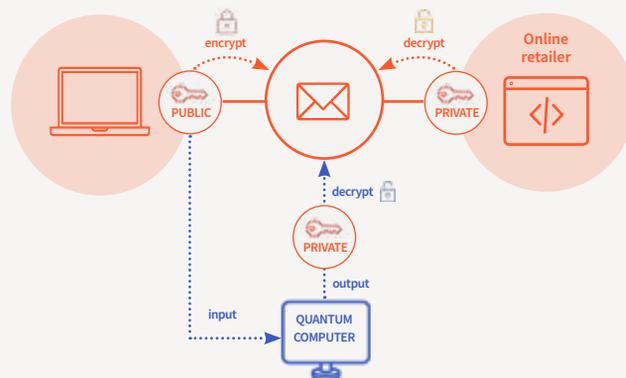 encrypt
decrypt
Online
retailer
PUBLIC
PRIVATE
decrypt
PRIVATE
output
input
QUANTUM
COMPUTER